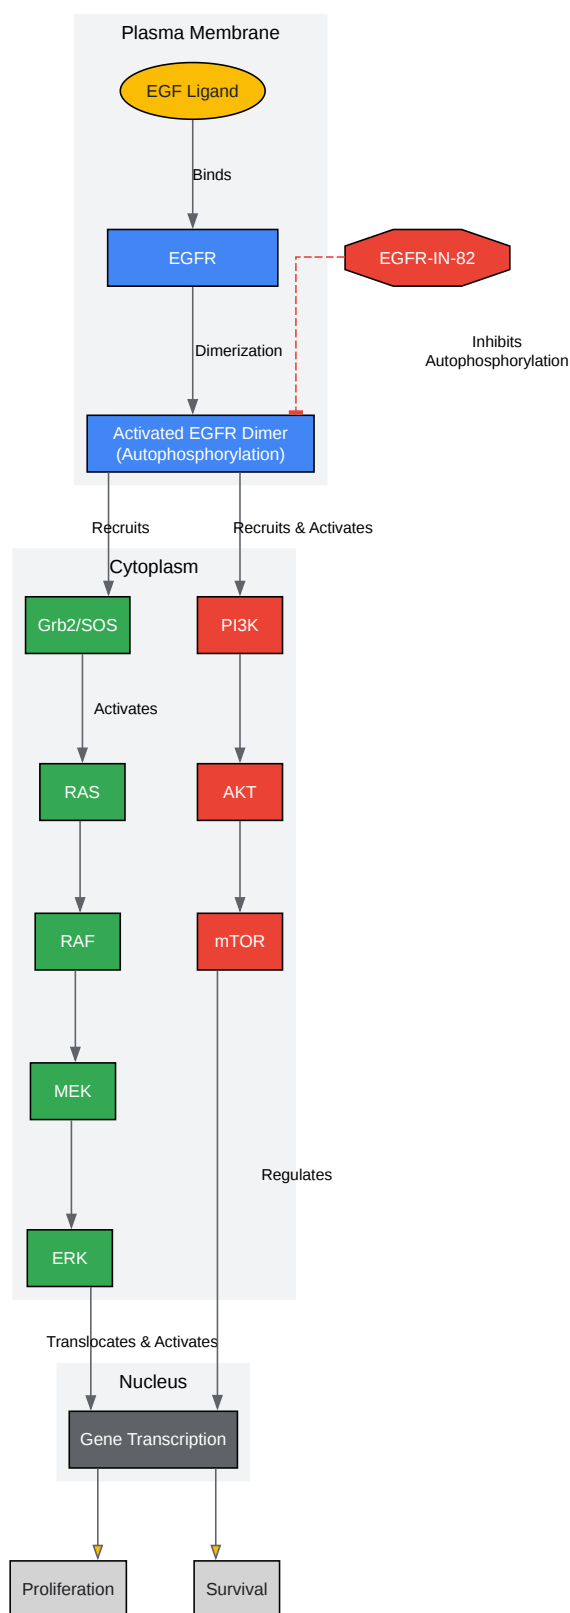 Plasma Membrane
EGF Ligand
Binds
EGFR
EGFR-IN-82
Dimerization
Inhibits
Autophosphorylation
Activated EGFR Dimer
(Autophosphorylation)
Recruits
Recruits & Activates
Cytoplasm
Grb2/SOS
PI3K
Activates
RAS
AKT
RAF
mTOR
MEK
Regulates
ERK
Translocates & Activates
Nucleus
Gene Transcription
Proliferation
Survival